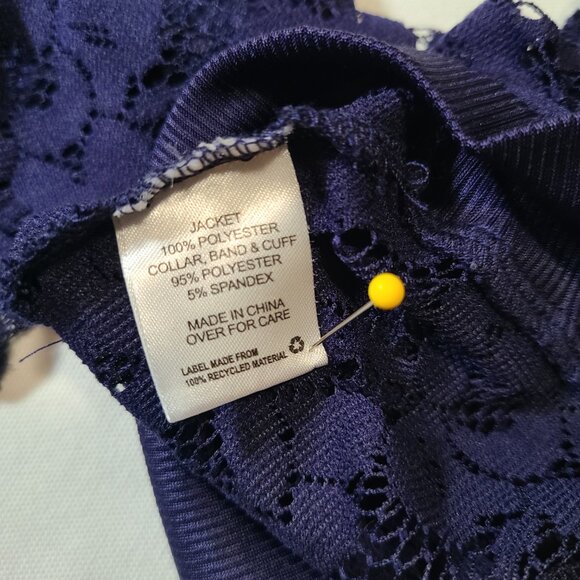 JACKET
100% POLYESTER
COLLAR, BAND & CUFF
95% POLYESTER
5% SPANDEX
MADE IN CHINA
OVER FOR CARE
LABEL MADE FROM
100% RECYCLED MATERIAL